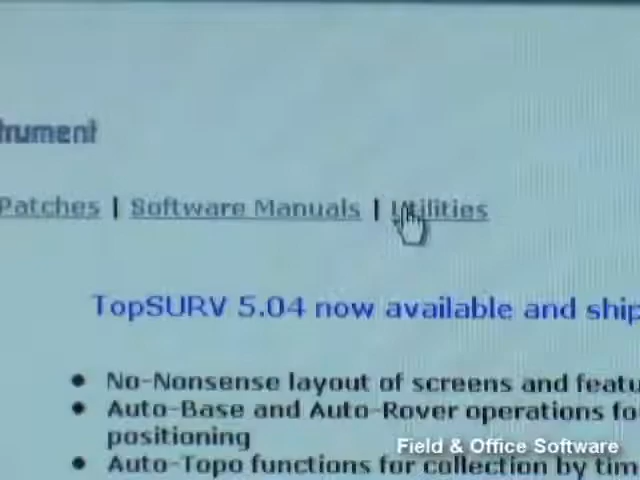 trument
Patches | Software Manuals | Utilities
TopSURV 5.04 now available and ship
• No-Nonsense layout of screens and featu
• Auto-Base and Auto-Rover operations fo
positioning
• Auto-Topo functions for collection by tim
Field & Office Software